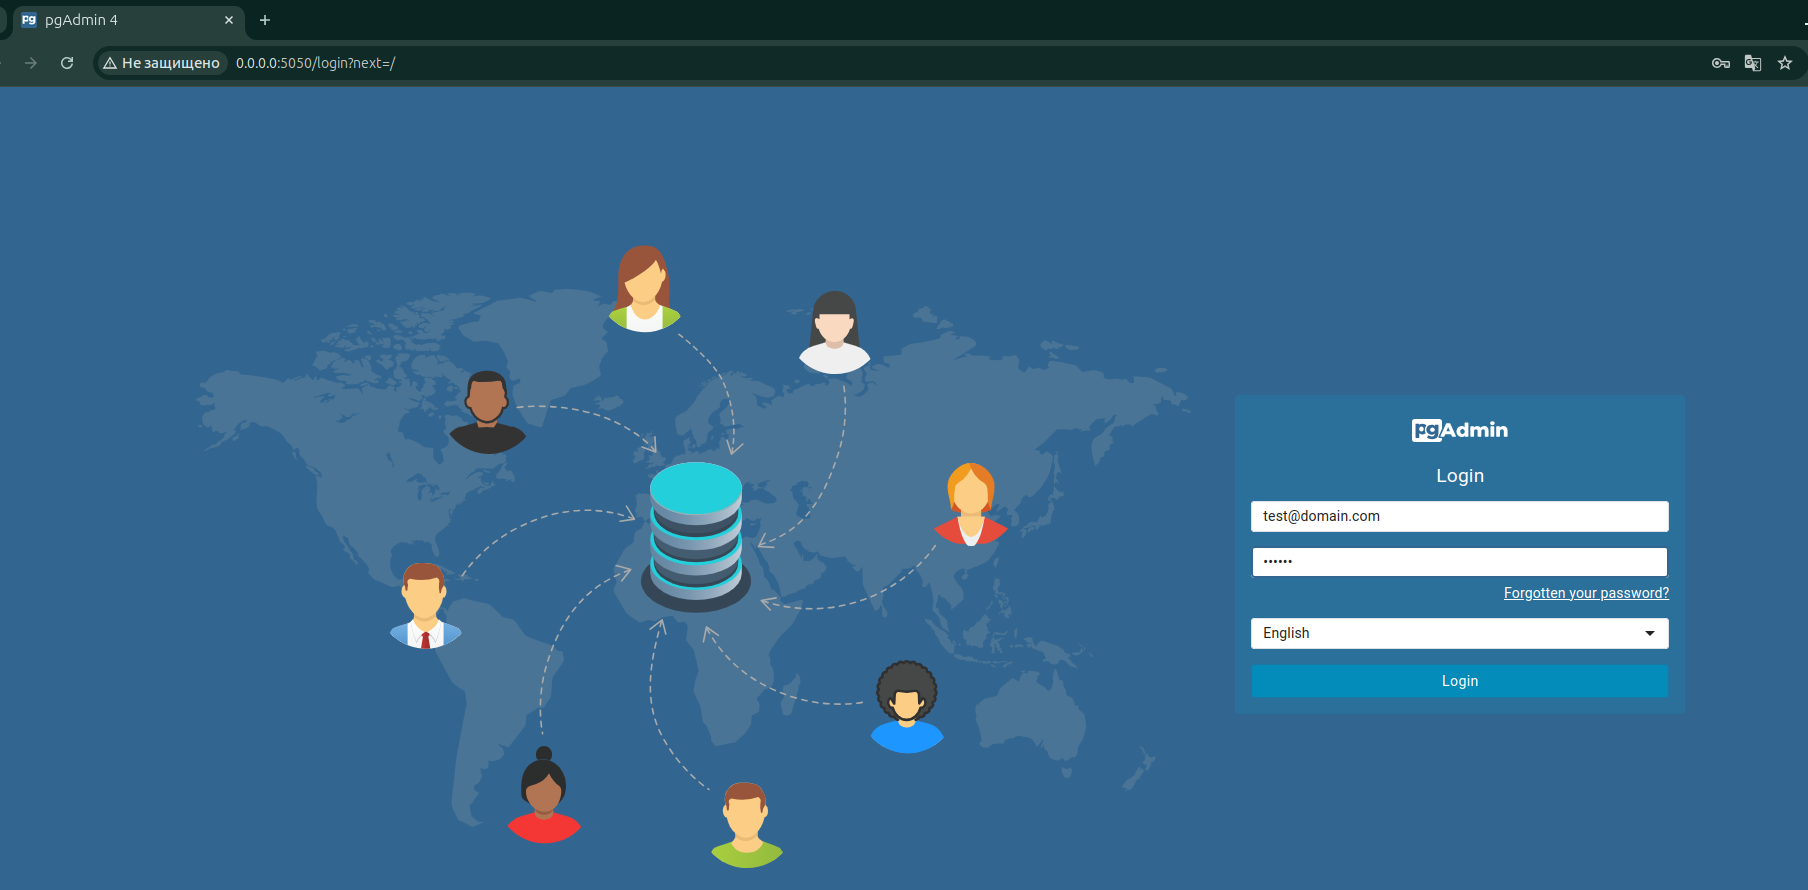 pg pgAdmin 4
Не защищено 0.0.0.0:5050/login?next=/
pgAdmin
Login
test@domain.com
••••••
Forgotten your password?
English
Login